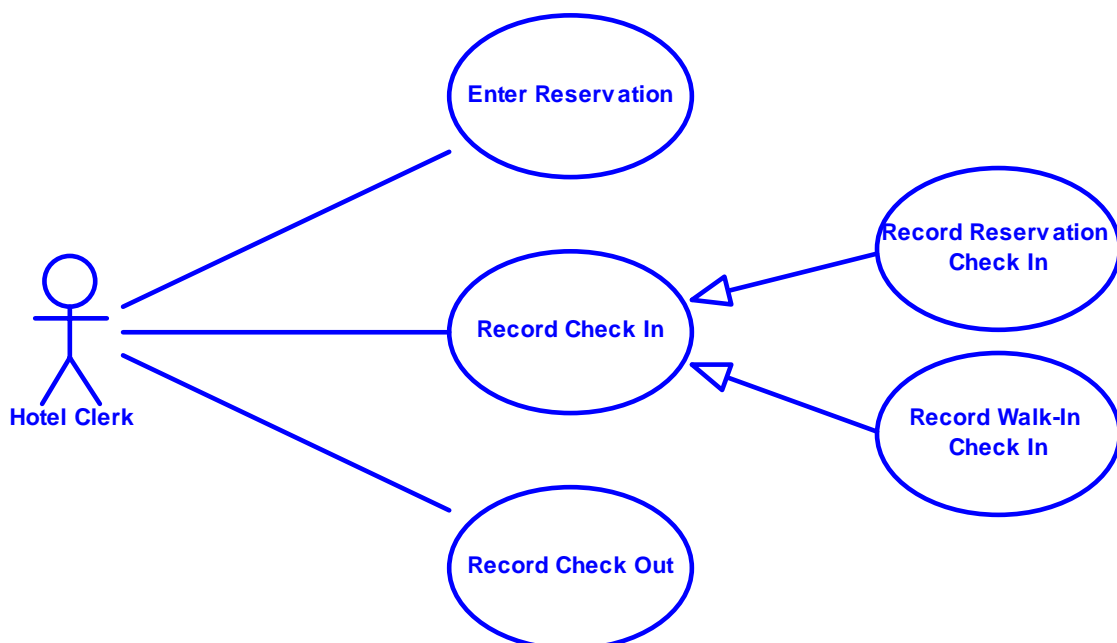 Enter Reservation
Record Reservation
Check In
Record Check In
Hotel Clerk
Record Walk-In
Check In
Record Check Out